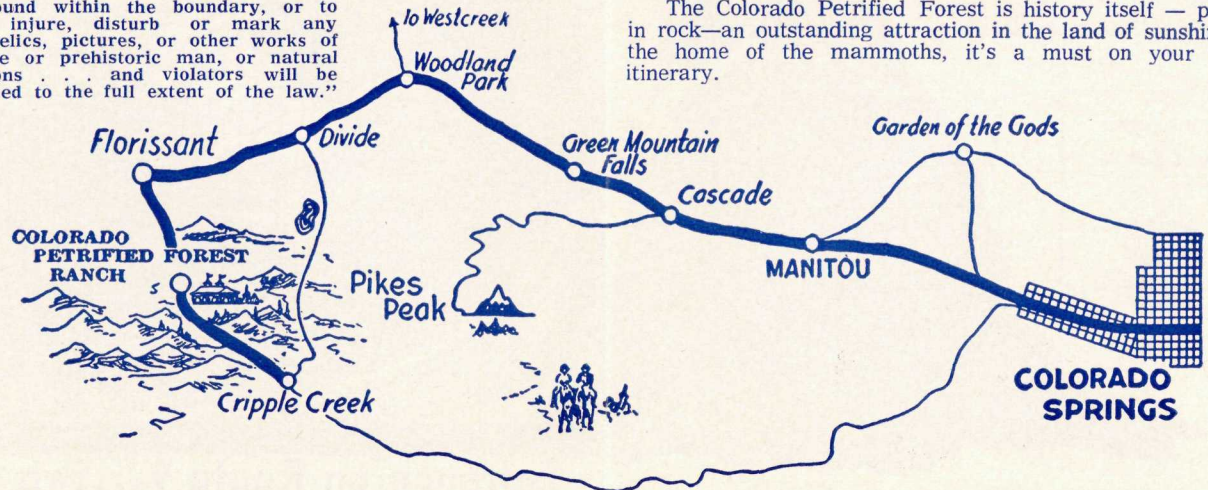 ound within the boundary, or to
injure, disturb or mark any
elics, pictures, or other works of
e or prehistoric man, or natural
ons . . . and violators will be
ed to the full extent of the law."
The Colorado Petrified Forest is history itself — p
in rock—an outstanding attraction in the land of sunshin
the home of the mammoths, it's a must on your
itinerary.
To Westcreek
Woodland
Park
Florissant
Divide
Green Mountain
Falls
Cascade
Garden of the Gods
COLORADO
PETRIFIED FOREST
RANCH
Pikes
Peak
MANITOU
Cripple Creek
COLORADO
SPRINGS